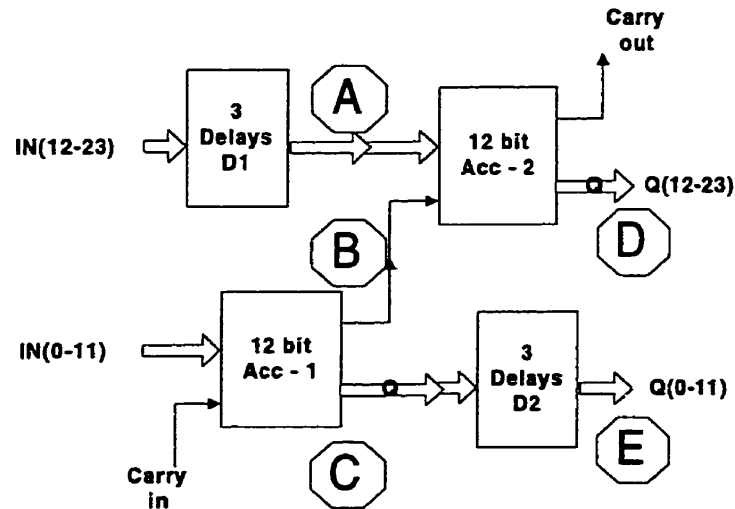 Carry
out
A
3
Delays
D1
IN(12-23)
12 bit
Acc - 2
Q
Q(12-23)
D
B
IN(0-11)
12 bit
Acc - 1
Q
3
Delays
D2
Q(0-11)
C
E
Carry
in